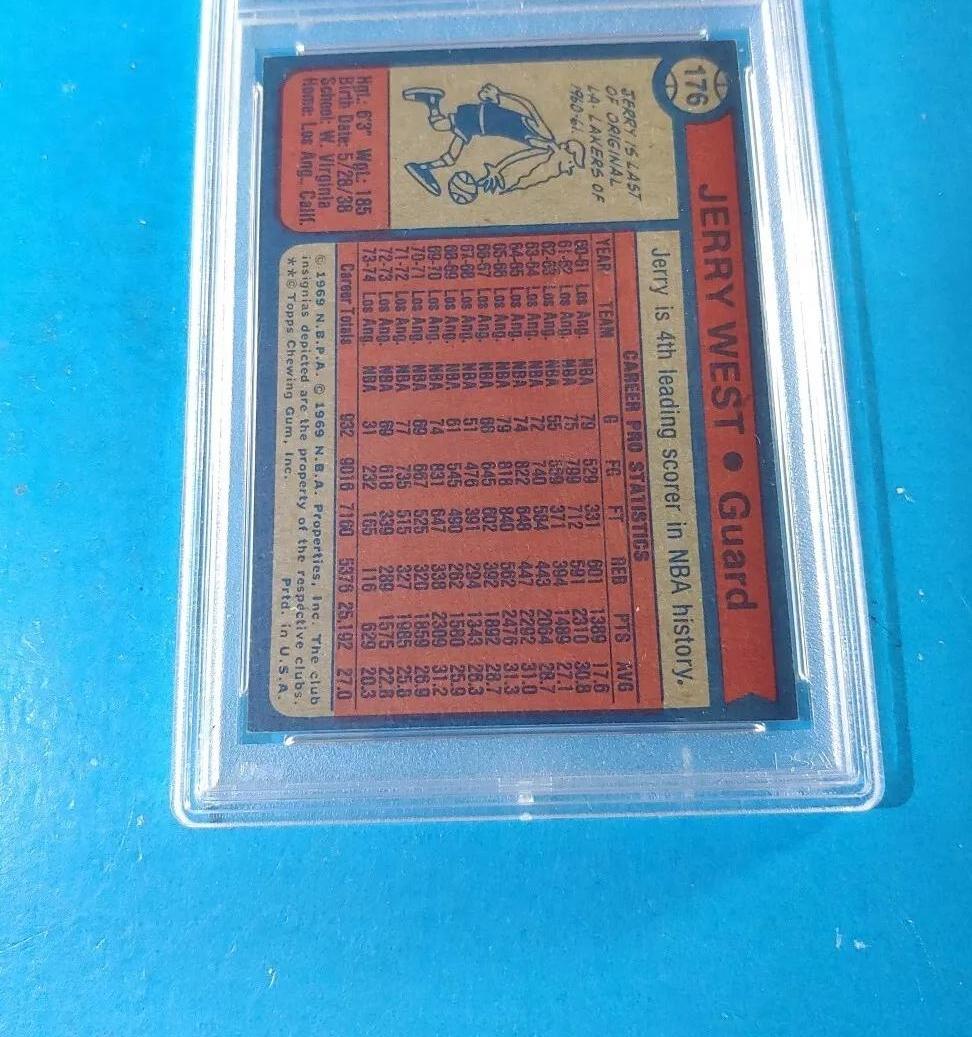 176
JERRY WEST • Guard
JERRY IS LAST
OF ORIGINAL
L.A. LAKERS OF
1960-61.
Hgt.: 6'3" Wgt.: 185
Birth Date: 5/28/38
School: W. Virginia
Home: Los Ang., Calif.
Jerry is 4th leading scorer in NBA history.
CAREER PRO STATISTICS
YEAR TEAM G FG FT REB PTS AVG
60-61 Los Ang. NBA 79 529 331 601 1389 17.6
61-62 Los Ang. NBA 75 799 712 591 2310 30.8
62-63 Los Ang. NBA 55 559 371 394 1489 27.1
63-64 Los Ang. NBA 72 740 584 443 2064 28.7
64-65 Los Ang. NBA 74 822 648 447 2292 31.0
65-66 Los Ang. NBA 79 818 840 562 2476 31.3
66-67 Los Ang. NBA 66 645 602 392 1892 28.7
67-68 Los Ang. NBA 51 476 391 294 1343 26.3
68-69 Los Ang. NBA 61 545 490 262 1580 25.9
69-70 Los Ang. NBA 74 831 647 338 2309 31.2
70-71 Los Ang. NBA 69 667 525 320 1859 26.9
71-72 Los Ang. NBA 77 735 515 327 1985 25.8
72-73 Los Ang. NBA 69 618 339 289 1575 22.8
73-74 Los Ang. NBA 31 232 165 116 629 20.3
Career Totals 932 9016 7160 5376 25,192 27.0
© 1969 N.B.P.A. © 1969 N.B.A. Properties, Inc. The club
insignias depicted are the property of the respective clubs.
**© Topps Chewing Gum, Inc. Prtd. in U.S.A.
PSA